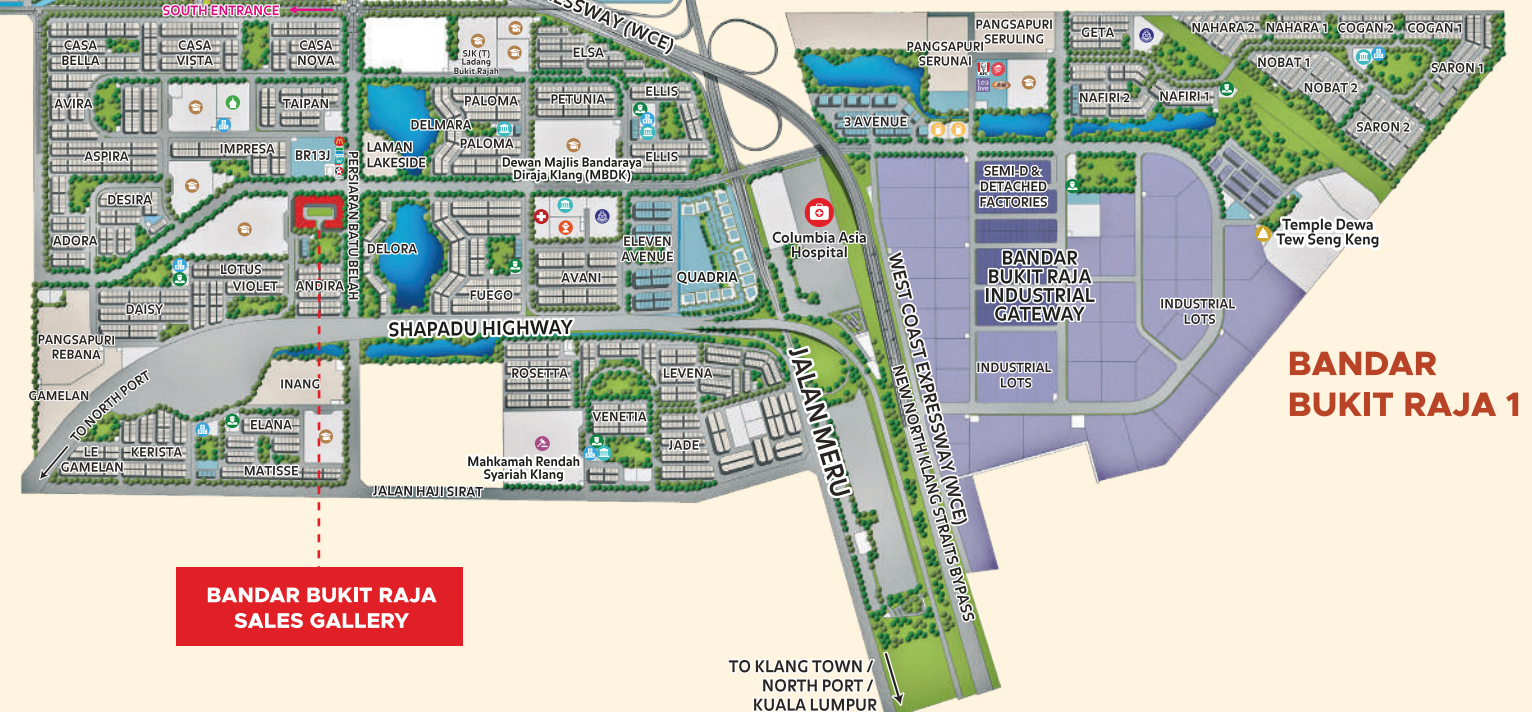 SOUTH ENTRANCE
ESSWAY (WCE)
CASA
BELLA
CASA
VISTA
CASA
NOVA
SJK (T)
Ladang
Bukit Rajah
ELSA
PANGSAPURI
SERUNAI
PANGSAPURI
SERULING
GETA
NAHARA 2
NAHARA 1
COGAN 2
COGAN 1
NOBAT 1
NOBAT 2
SARON 1
SARON 2
AVIRA
TAIPAN
PALOMA
DELMARA
PALOMA
PETUNIA
ELLIS
ELLIS
3 AVENUE
NAFIRI 2
NAFIRI 1
ASPIRA
IMPRESA
BR13J
LAMAN
LAKESIDE
Dewan Majlis Bandaraya
Diraja Klang (MBDK)
PERSIARAN BATU BELAH
SEMI-D &
DETACHED
FACTORIES
DESIRA
ADORA
DELORA
ELEVEN
AVENUE
QUADRIA
Columbia Asia
Hospital
Temple Dewa
Tew Seng Keng
LOTUS
VIOLET
ANDIRA
FUEGO
AVANI
DAISY
BANDAR
BUKIT RAJA
INDUSTRIAL
GATEWAY
INDUSTRIAL
LOTS
SHAPADU HIGHWAY
PANGSAPURI
REBANA
GAMELAN
TO NORTH PORT
INANG
ROSETTA
LEVENA
VENETIA
JADE
JALAN MERU
WEST COAST EXPRESSWAY (WCE)
NEW NORTH KLANG STRAITS BYPASS
INDUSTRIAL
LOTS
BANDAR
BUKIT RAJA 1
LE
GAMELAN
KERISTA
ELANA
MATISSE
Mahkamah Rendah
Syariah Klang
JALAN HAJI SIRAT
BANDAR BUKIT RAJA
SALES GALLERY
TO KLANG TOWN /
NORTH PORT /
KUALA LUMPUR